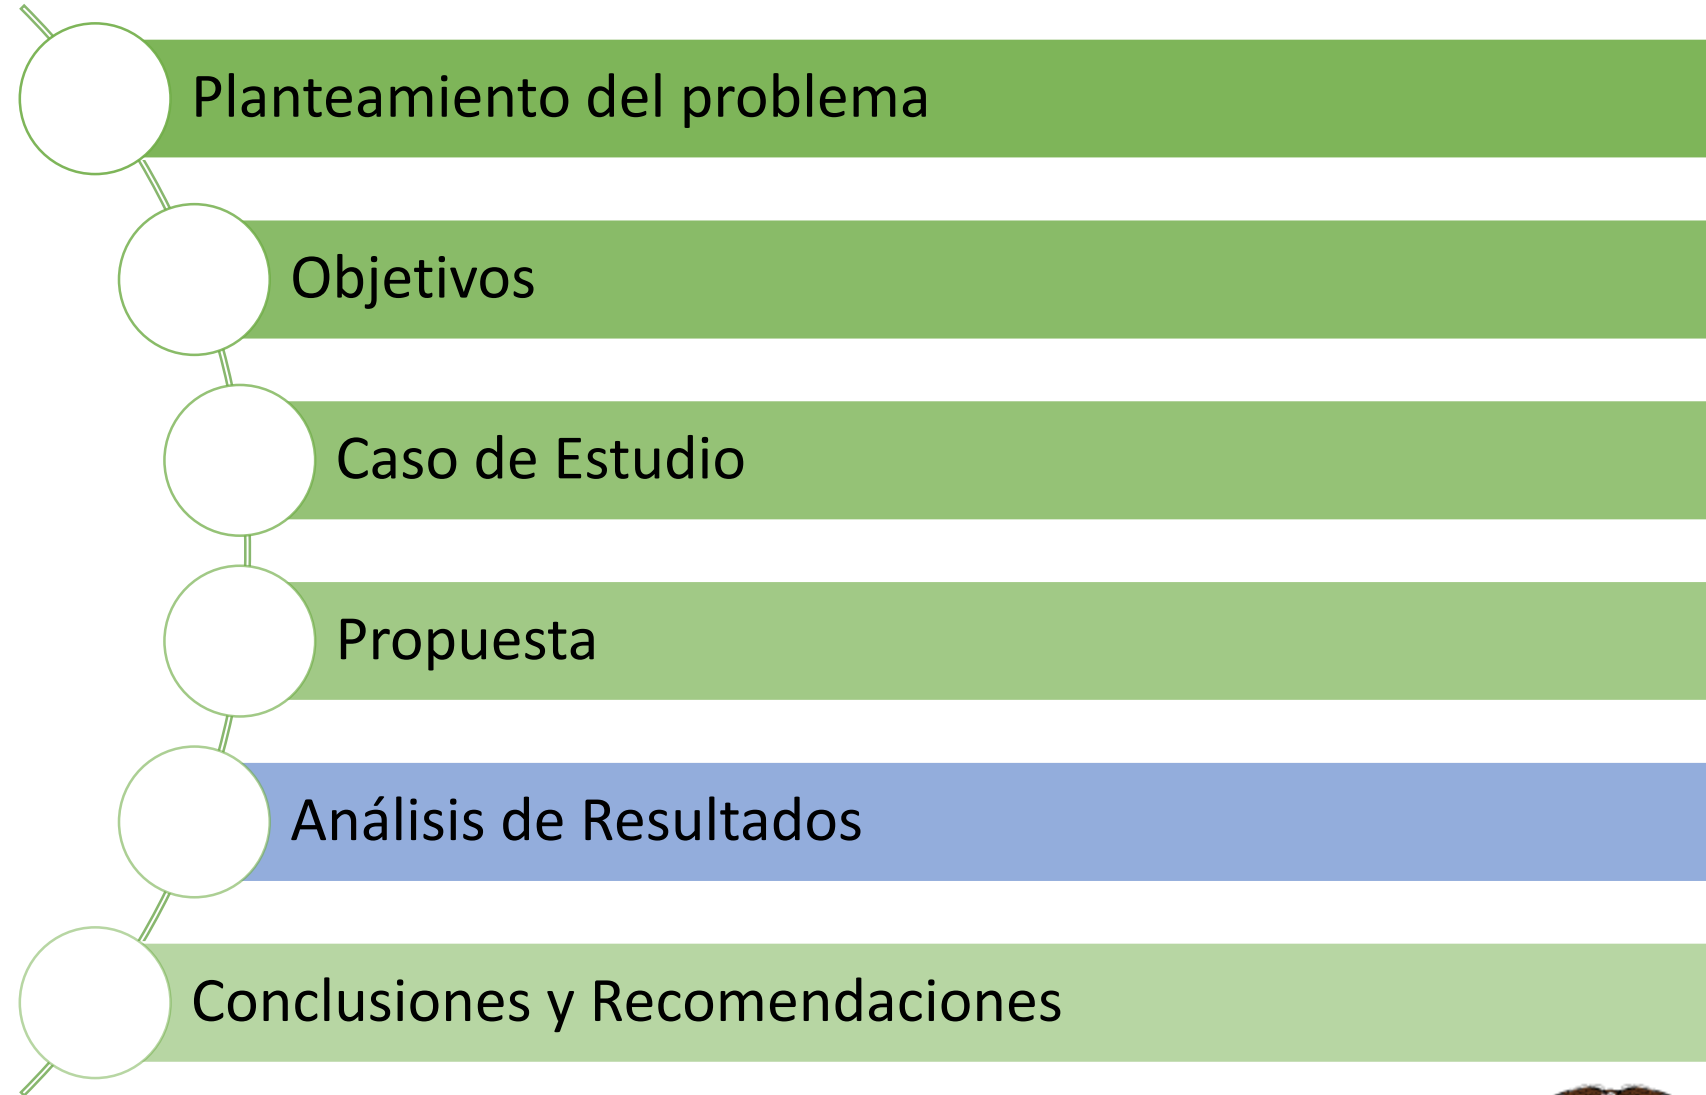 Planteamiento del problema
Objetivos
Caso de Estudio
Propuesta
Análisis de Resultados
Conclusiones y Recomendaciones